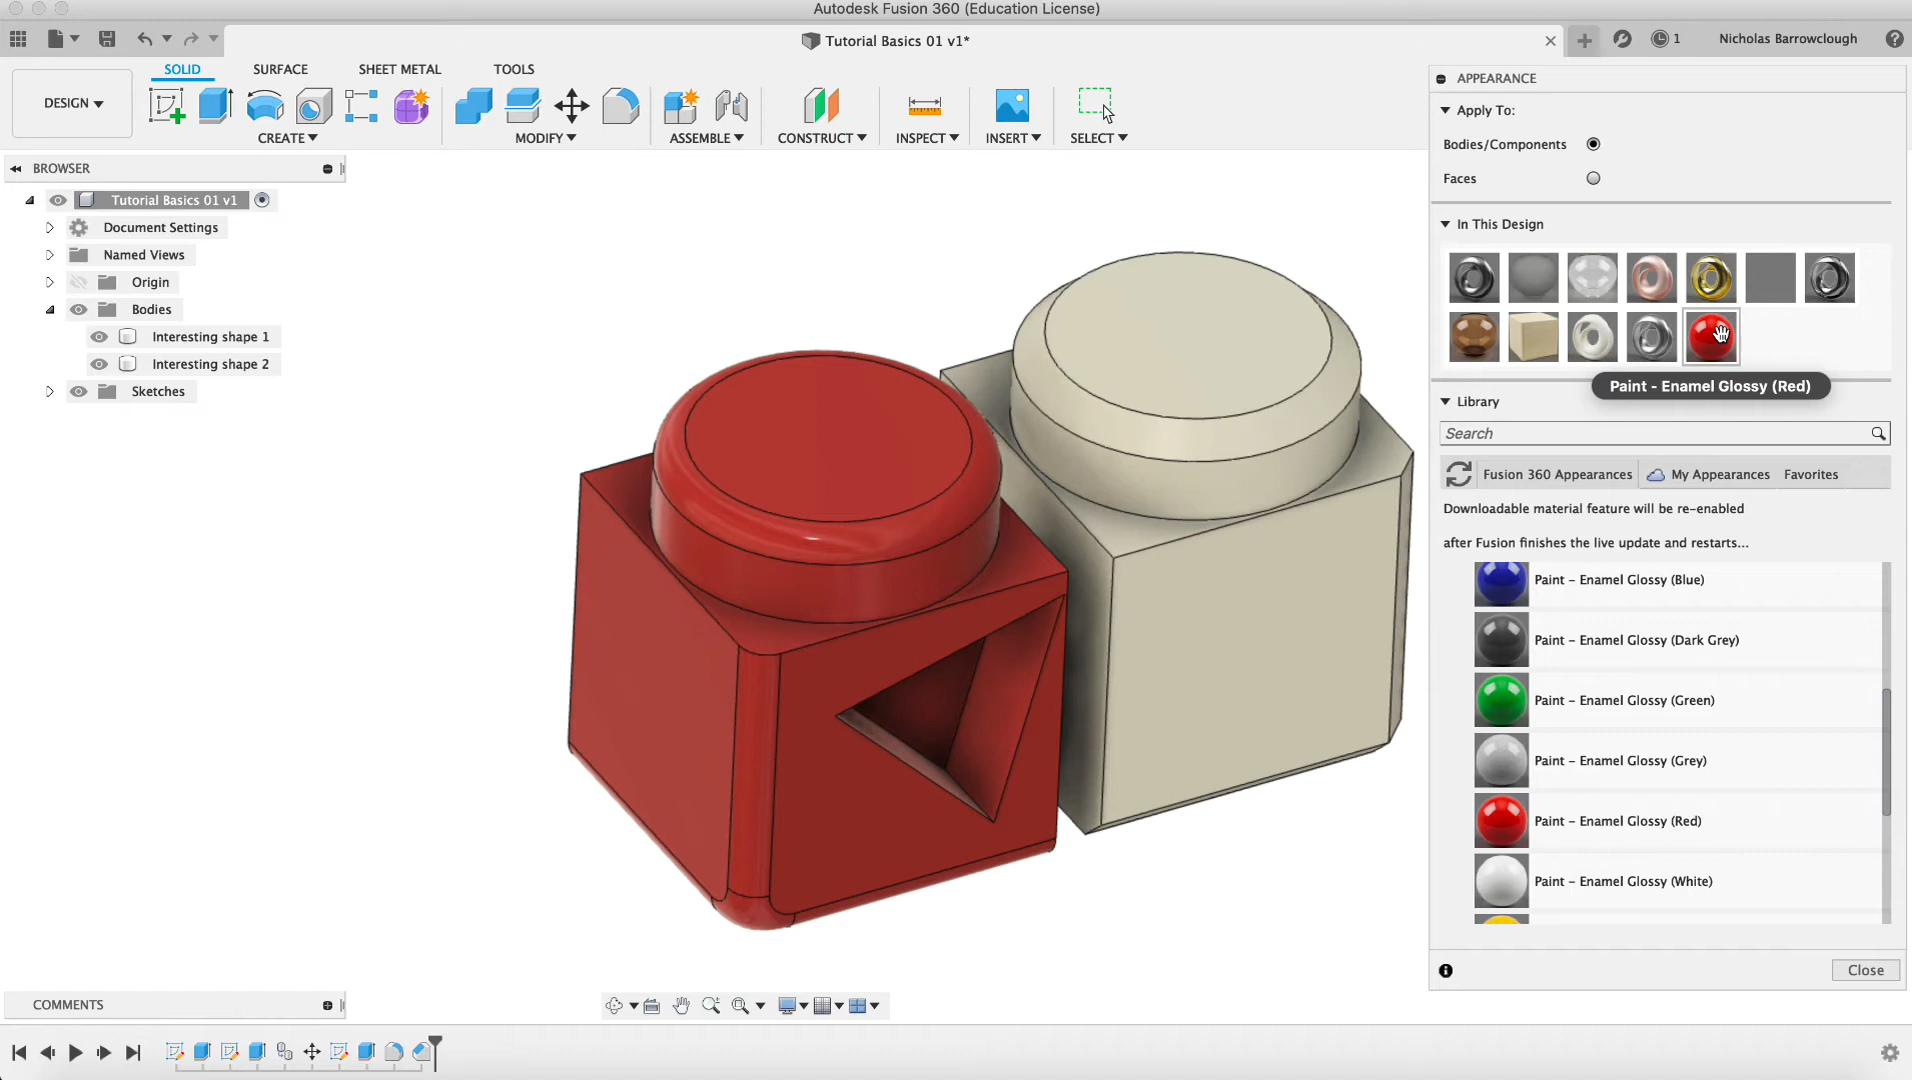 Autodesk Fusion 360 (Education License)
Tutorial Basics 01 v1*
1
Nicholas Barrowclough
DESIGN
SOLID
SURFACE
SHEET METAL
TOOLS
CREATE
MODIFY
ASSEMBLE
CONSTRUCT
INSPECT
INSERT
SELECT
BROWSER
Tutorial Basics 01 v1
Document Settings
Named Views
Origin
Bodies
Interesting shape 1
Interesting shape 2
Sketches
APPEARANCE
Apply To:
Bodies/Components
Faces
In This Design
Paint - Enamel Glossy (Red)
Library
Search
Fusion 360 Appearances
My Appearances
Favorites
Downloadable material feature will be re-enabled
after Fusion finishes the live update and restarts...
Paint - Enamel Glossy (Blue)
Paint - Enamel Glossy (Dark Grey)
Paint - Enamel Glossy (Green)
Paint - Enamel Glossy (Grey)
Paint - Enamel Glossy (Red)
Paint - Enamel Glossy (White)
Close
COMMENTS